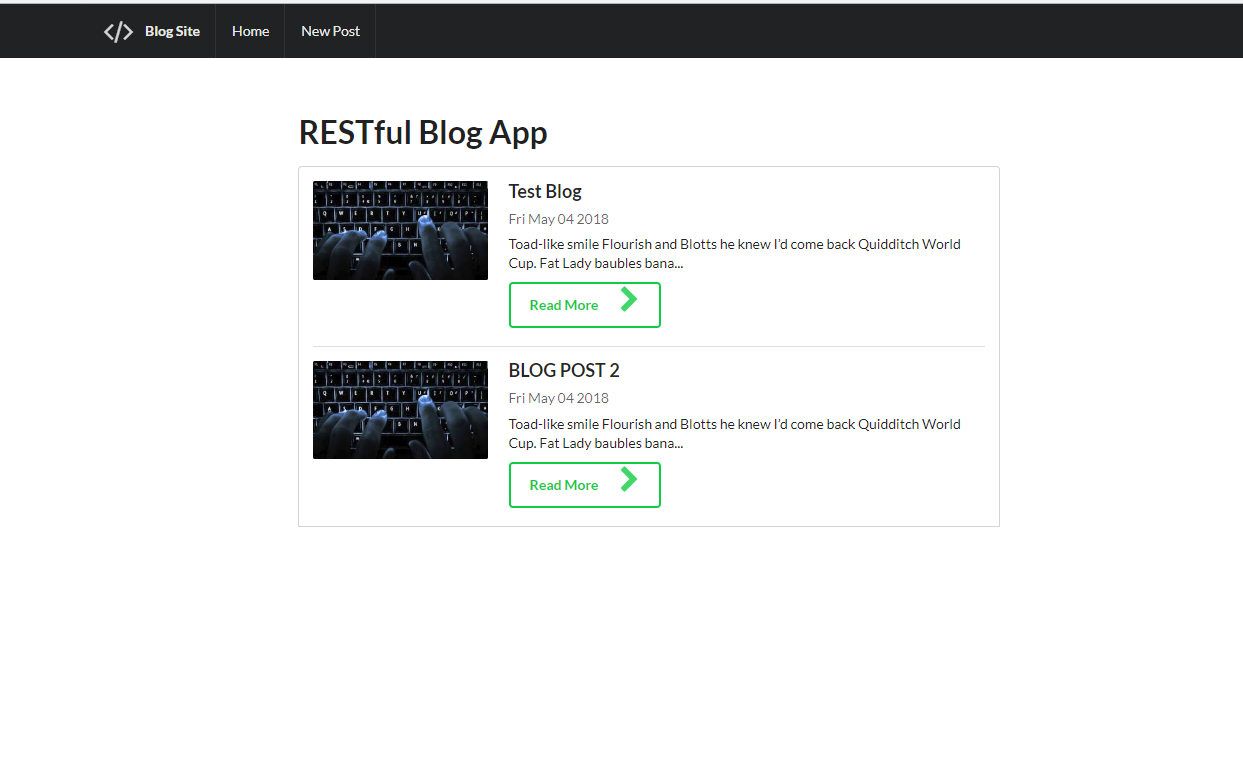 </> Blog Site Home New Post
RESTful Blog App
Test Blog
Fri May 04 2018
Toad-like smile Flourish and Blotts he knew I’d come back Quidditch World
Cup. Fat Lady baubles bana...
Read More
BLOG POST 2
Fri May 04 2018
Toad-like smile Flourish and Blotts he knew I’d come back Quidditch World
Cup. Fat Lady baubles bana...
Read More